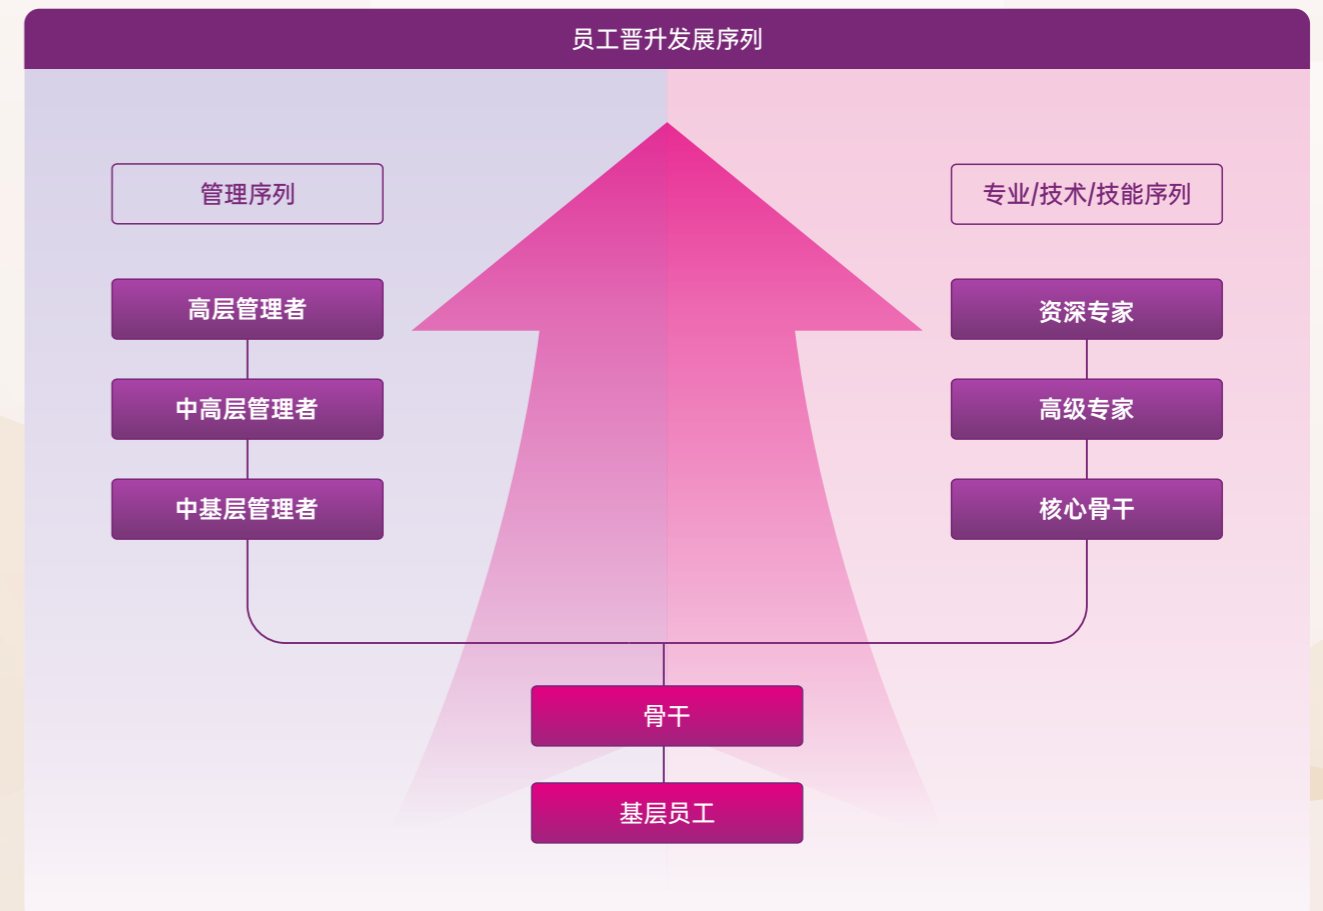 员工晋升发展序列
管理序列
高层管理者
中高层管理者
中基层管理者
专业/技术/技能序列
资深专家
高级专家
核心骨干
骨干
基层员工